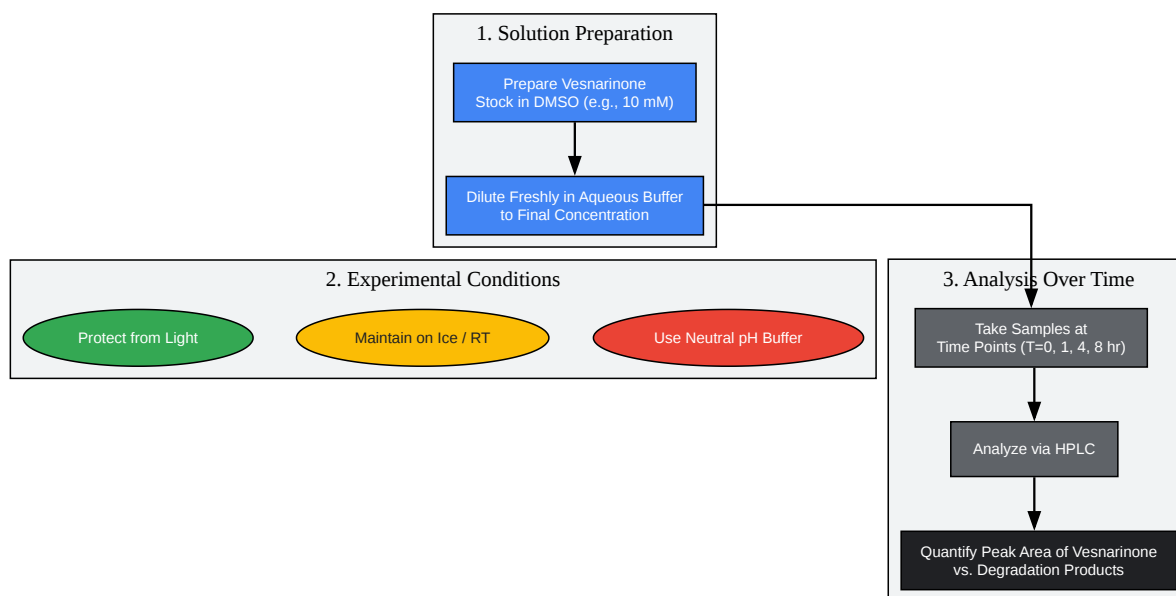 1. Solution Preparation
Prepare Vesnarinone
Stock in DMSO (e.g., 10 mM)
Dilute Freshly in Aqueous Buffer
to Final Concentration
2. Experimental Conditions
Protect from Light
Maintain on Ice / RT
Use Neutral pH Buffer
3. Analysis Over Time
Take Samples at
Time Points (T=0, 1, 4, 8 hr)
Analyze via HPLC
Quantify Peak Area of Vesnarinone
vs. Degradation Products